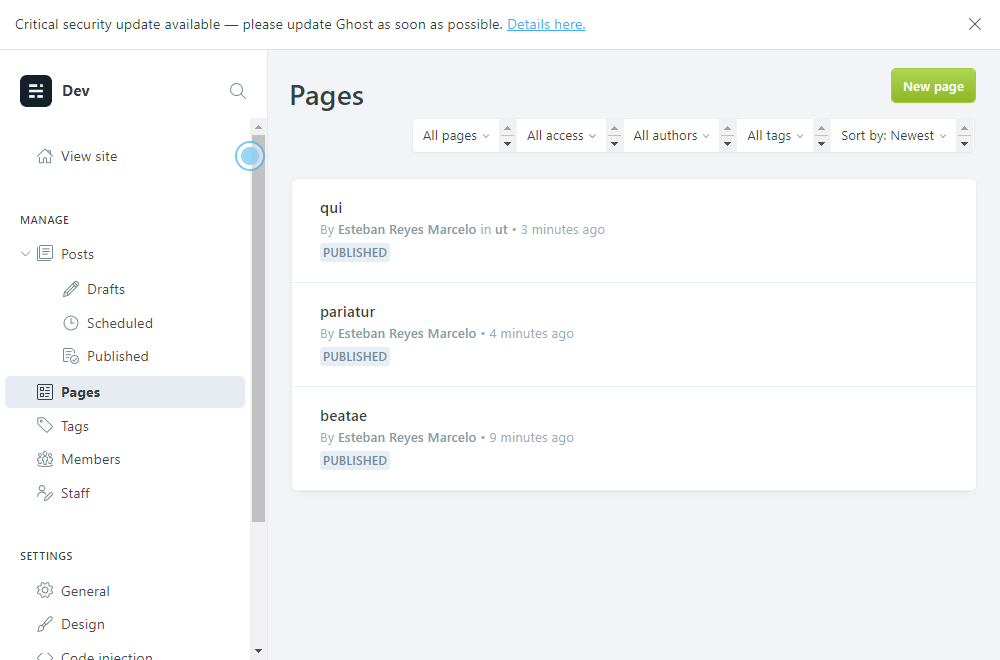 Critical security update available — please update Ghost as soon as possible. Details here.
Dev
View site
MANAGE
Posts
Drafts
Scheduled
Published
Pages
Tags
Members
Staff
SETTINGS
General
Design
Code injection
Pages
New page
All pages
All access
All authors
All tags
Sort by: Newest
qui
By Esteban Reyes Marcelo in ut • 3 minutes ago
PUBLISHED
pariatur
By Esteban Reyes Marcelo • 4 minutes ago
PUBLISHED
beatae
By Esteban Reyes Marcelo • 9 minutes ago
PUBLISHED